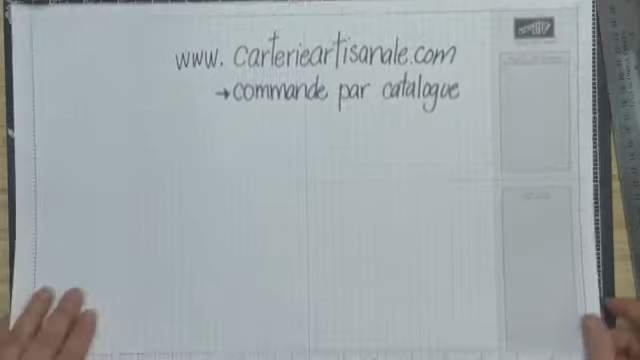 www. carterieartisanale.com
→commande par catalogue